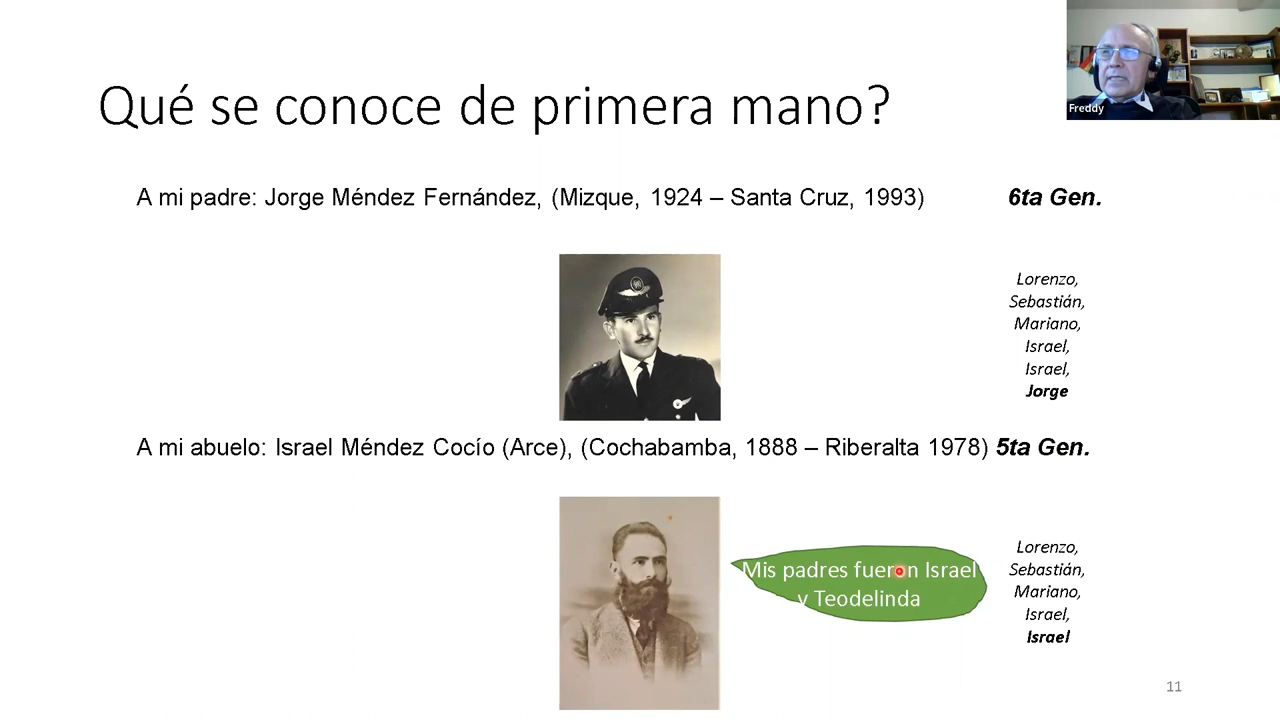 Freddy
Qué se conoce de primera mano?
A mi padre: Jorge Méndez Fernández, (Mizque, 1924 – Santa Cruz, 1993) 6ta Gen.
Lorenzo,
Sebastián,
Mariano,
Israel,
Israel,
Jorge
A mi abuelo: Israel Méndez Cocío (Arce), (Cochabamba, 1888 – Riberalta 1978) 5ta Gen.
Mis padres fueron Israel
y Teodelinda
Lorenzo,
Sebastián,
Mariano,
Israel,
Israel
11